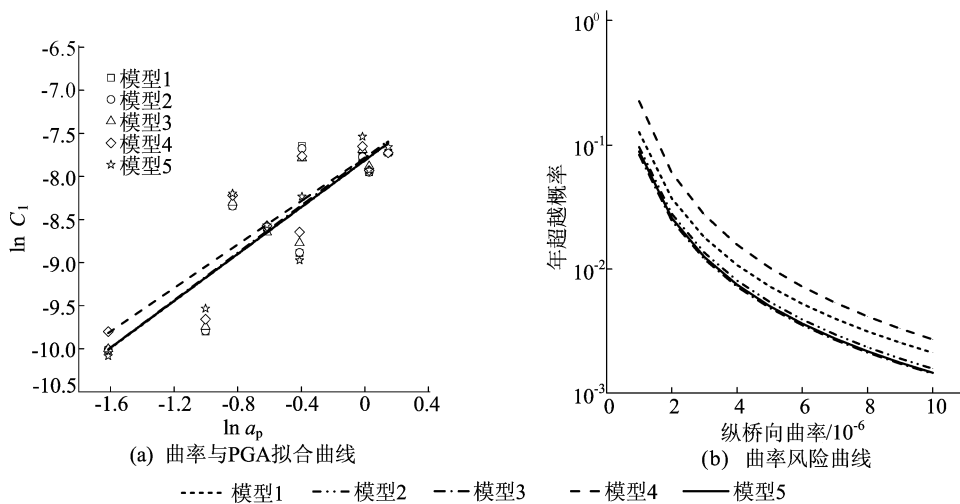 -6.5
-7.0
-7.5
-8.0
-8.5
-9.0
-9.5
-10.0
-10.5
ln C₁
模型1
模型2
模型3
模型4
模型5
-1.6 -1.2 -0.8 -0.4 0 0.4
ln aₚ
(a) 曲率与PGA拟合曲线
10⁰
10⁻¹
10⁻²
10⁻³
年超越概率
0 2 4 6 8 10
纵桥向曲率/10⁻⁶
(b) 曲率风险曲线
模型1 模型2 模型3 模型4 模型5